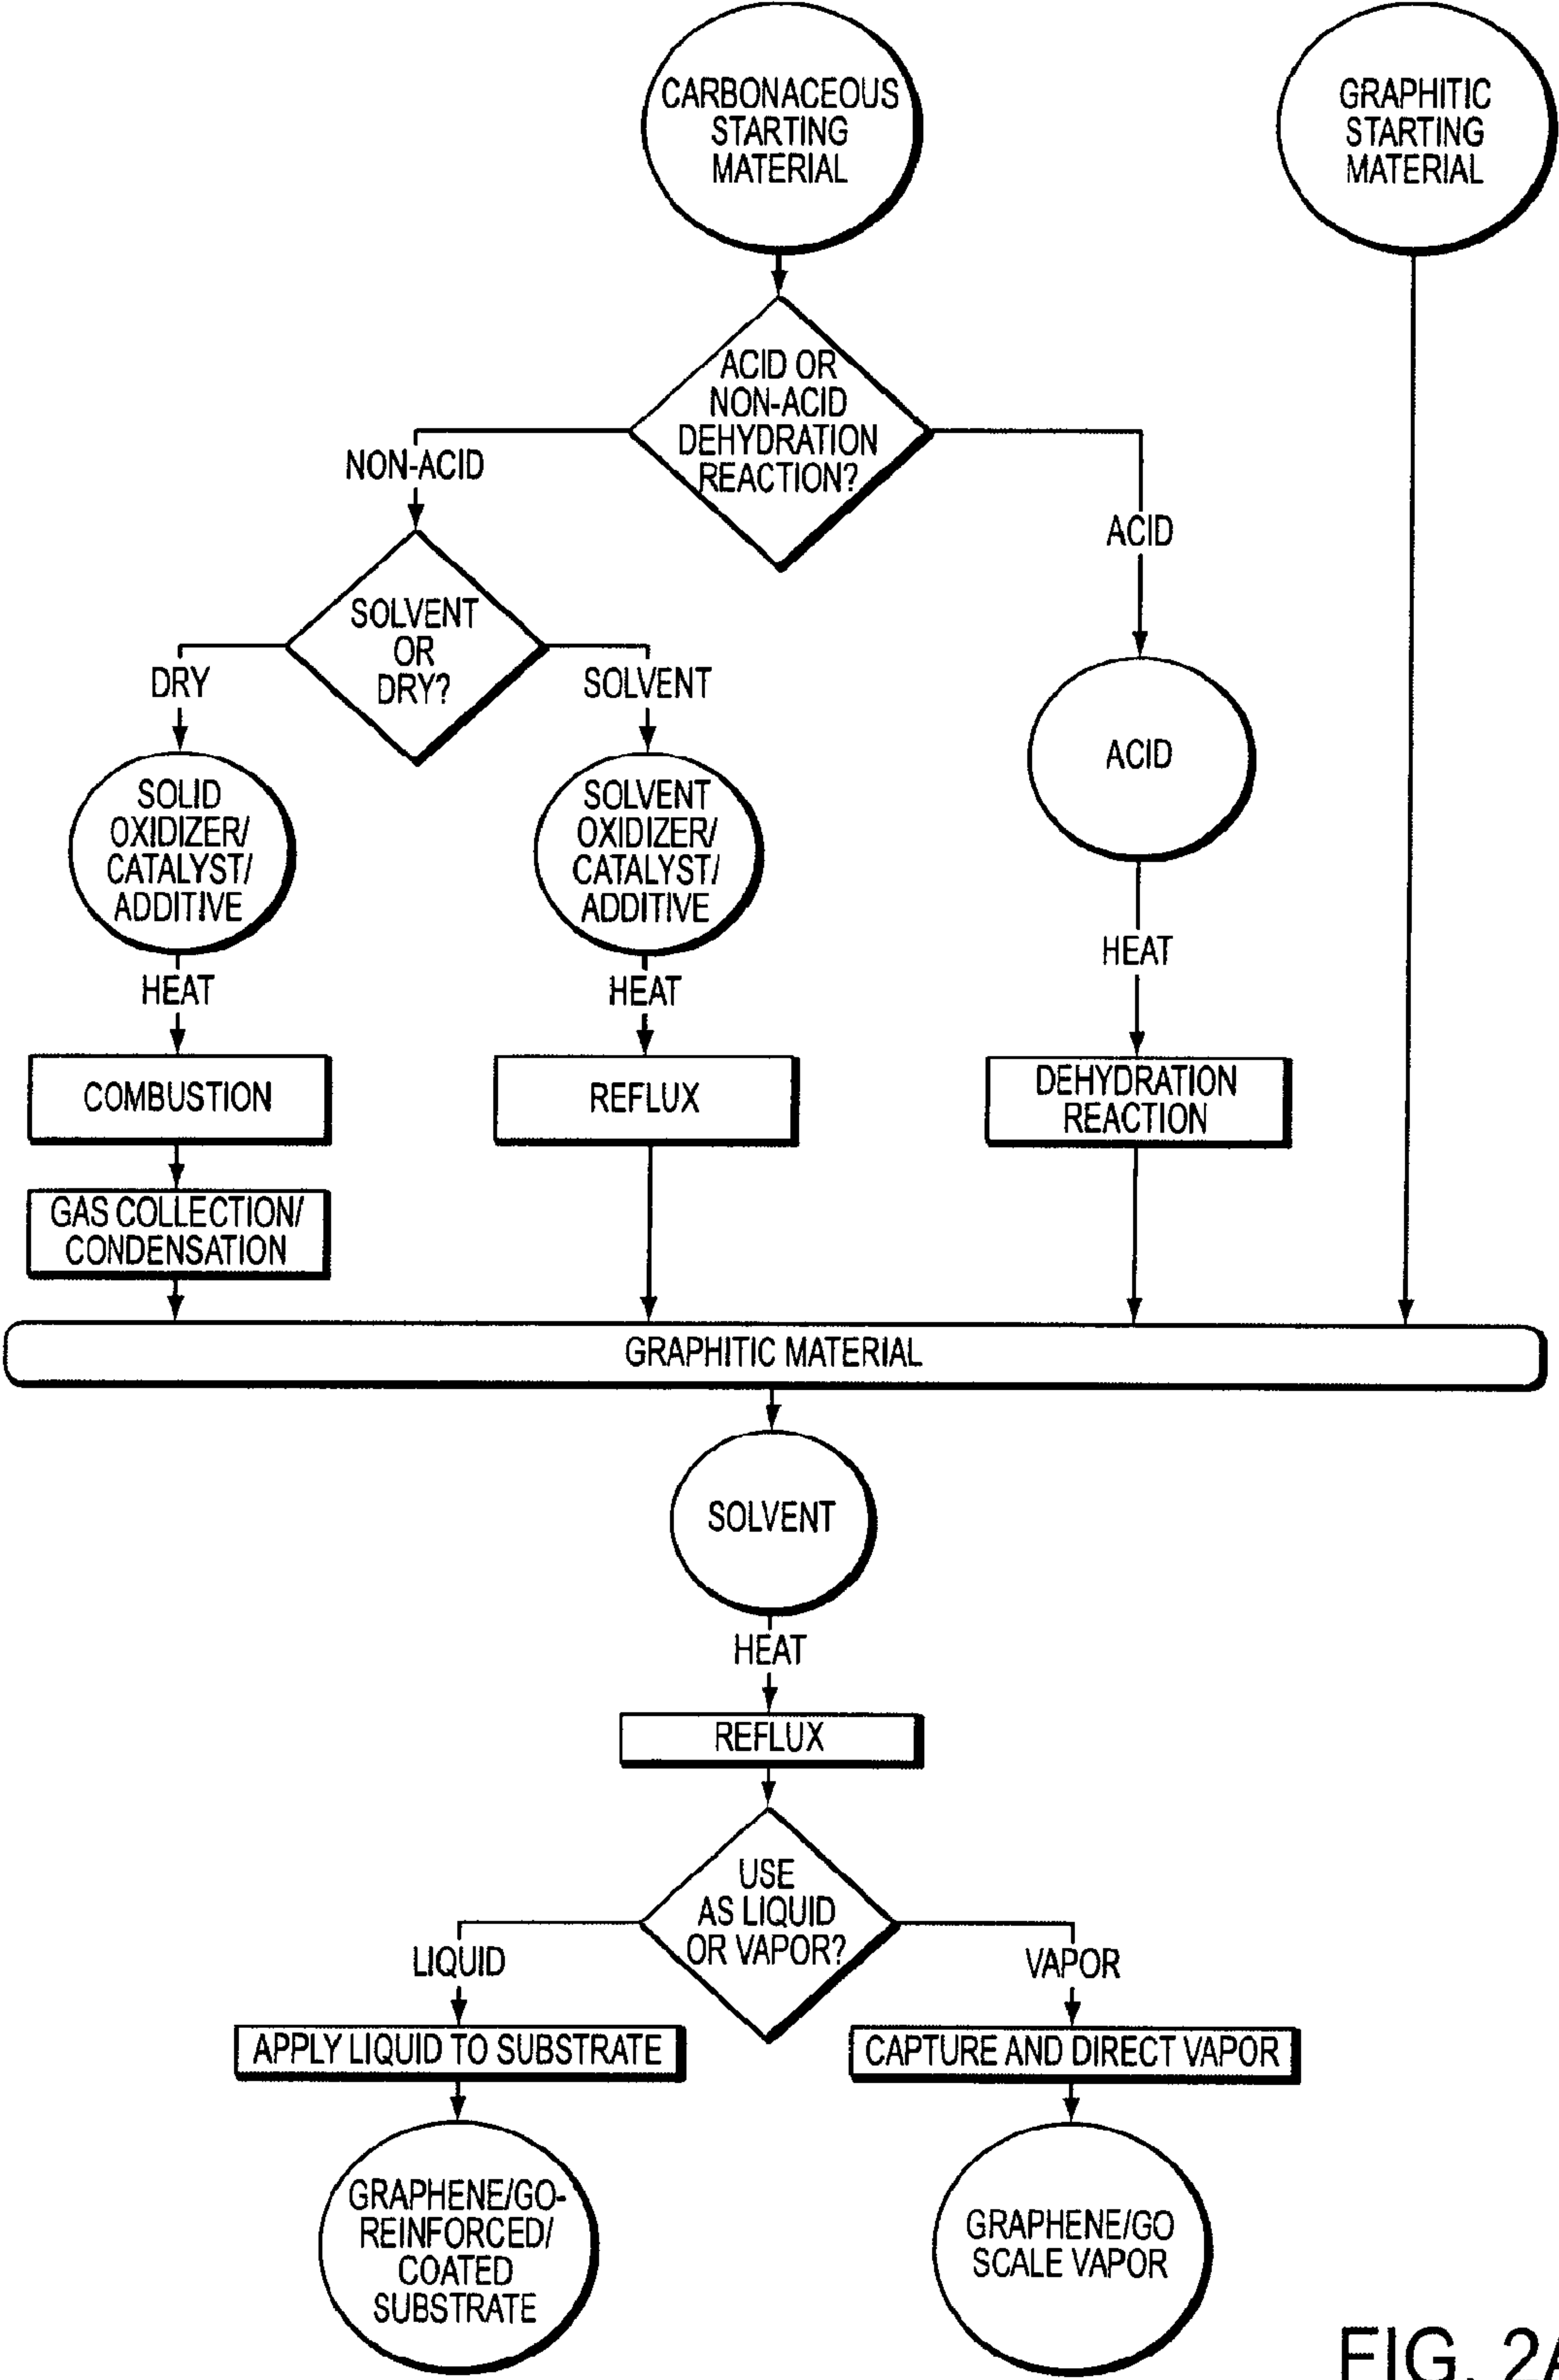 CARBONACEOUS
STARTING
MATERIAL
GRAPHITIC
STARTING
MATERIAL
ACID OR
NON-ACID
DEHYDRATION
REACTION?
NON-ACID
ACID
SOLVENT
OR
DRY?
DRY
SOLVENT
ACID
SOLID
OXIDIZER/
CATALYST/
ADDITIVE
SOLVENT
OXIDIZER/
CATALYST/
ADDITIVE
HEAT
HEAT
HEAT
COMBUSTION
REFLUX
DEHYDRATION
REACTION
GAS COLLECTION/
CONDENSATION
GRAPHITIC MATERIAL
SOLVENT
HEAT
REFLUX
USE
AS LIQUID
OR VAPOR?
LIQUID
VAPOR
APPLY LIQUID TO SUBSTRATE
CAPTURE AND DIRECT VAPOR
GRAPHENE/GO-
REINFORCED/
COATED
SUBSTRATE
GRAPHENE/GO
SCALE VAPOR
FIG. 2A